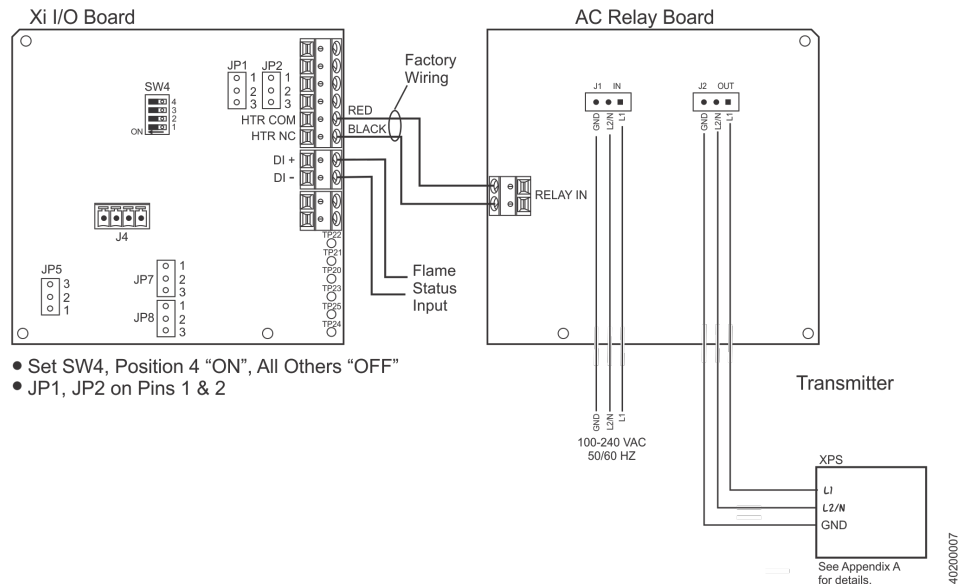 Xi I/O Board
AC Relay Board
JP1 JP2
1 1
2 2
3 3
SW4
4
3
2
1
ON
HTR COM
HTR NC
DI +
DI -
RED
BLACK
Factory
Wiring
J1 IN
GND
L2/N
L1
J2 OUT
GND
L2/N
L1
RELAY IN
J4
TP22
TP21
TP20
TP23
TP25
TP24
JP5
3
2
1
JP7
1
2
3
JP8
1
2
3
Flame
Status
Input
• Set SW4, Position 4 “ON”, All Others “OFF”
• JP1, JP2 on Pins 1 & 2
GND
L2/N
L1
100-240 VAC
50/60 HZ
Transmitter
XPS
L1
L2/N
GND
See Appendix A
for details.
40200007